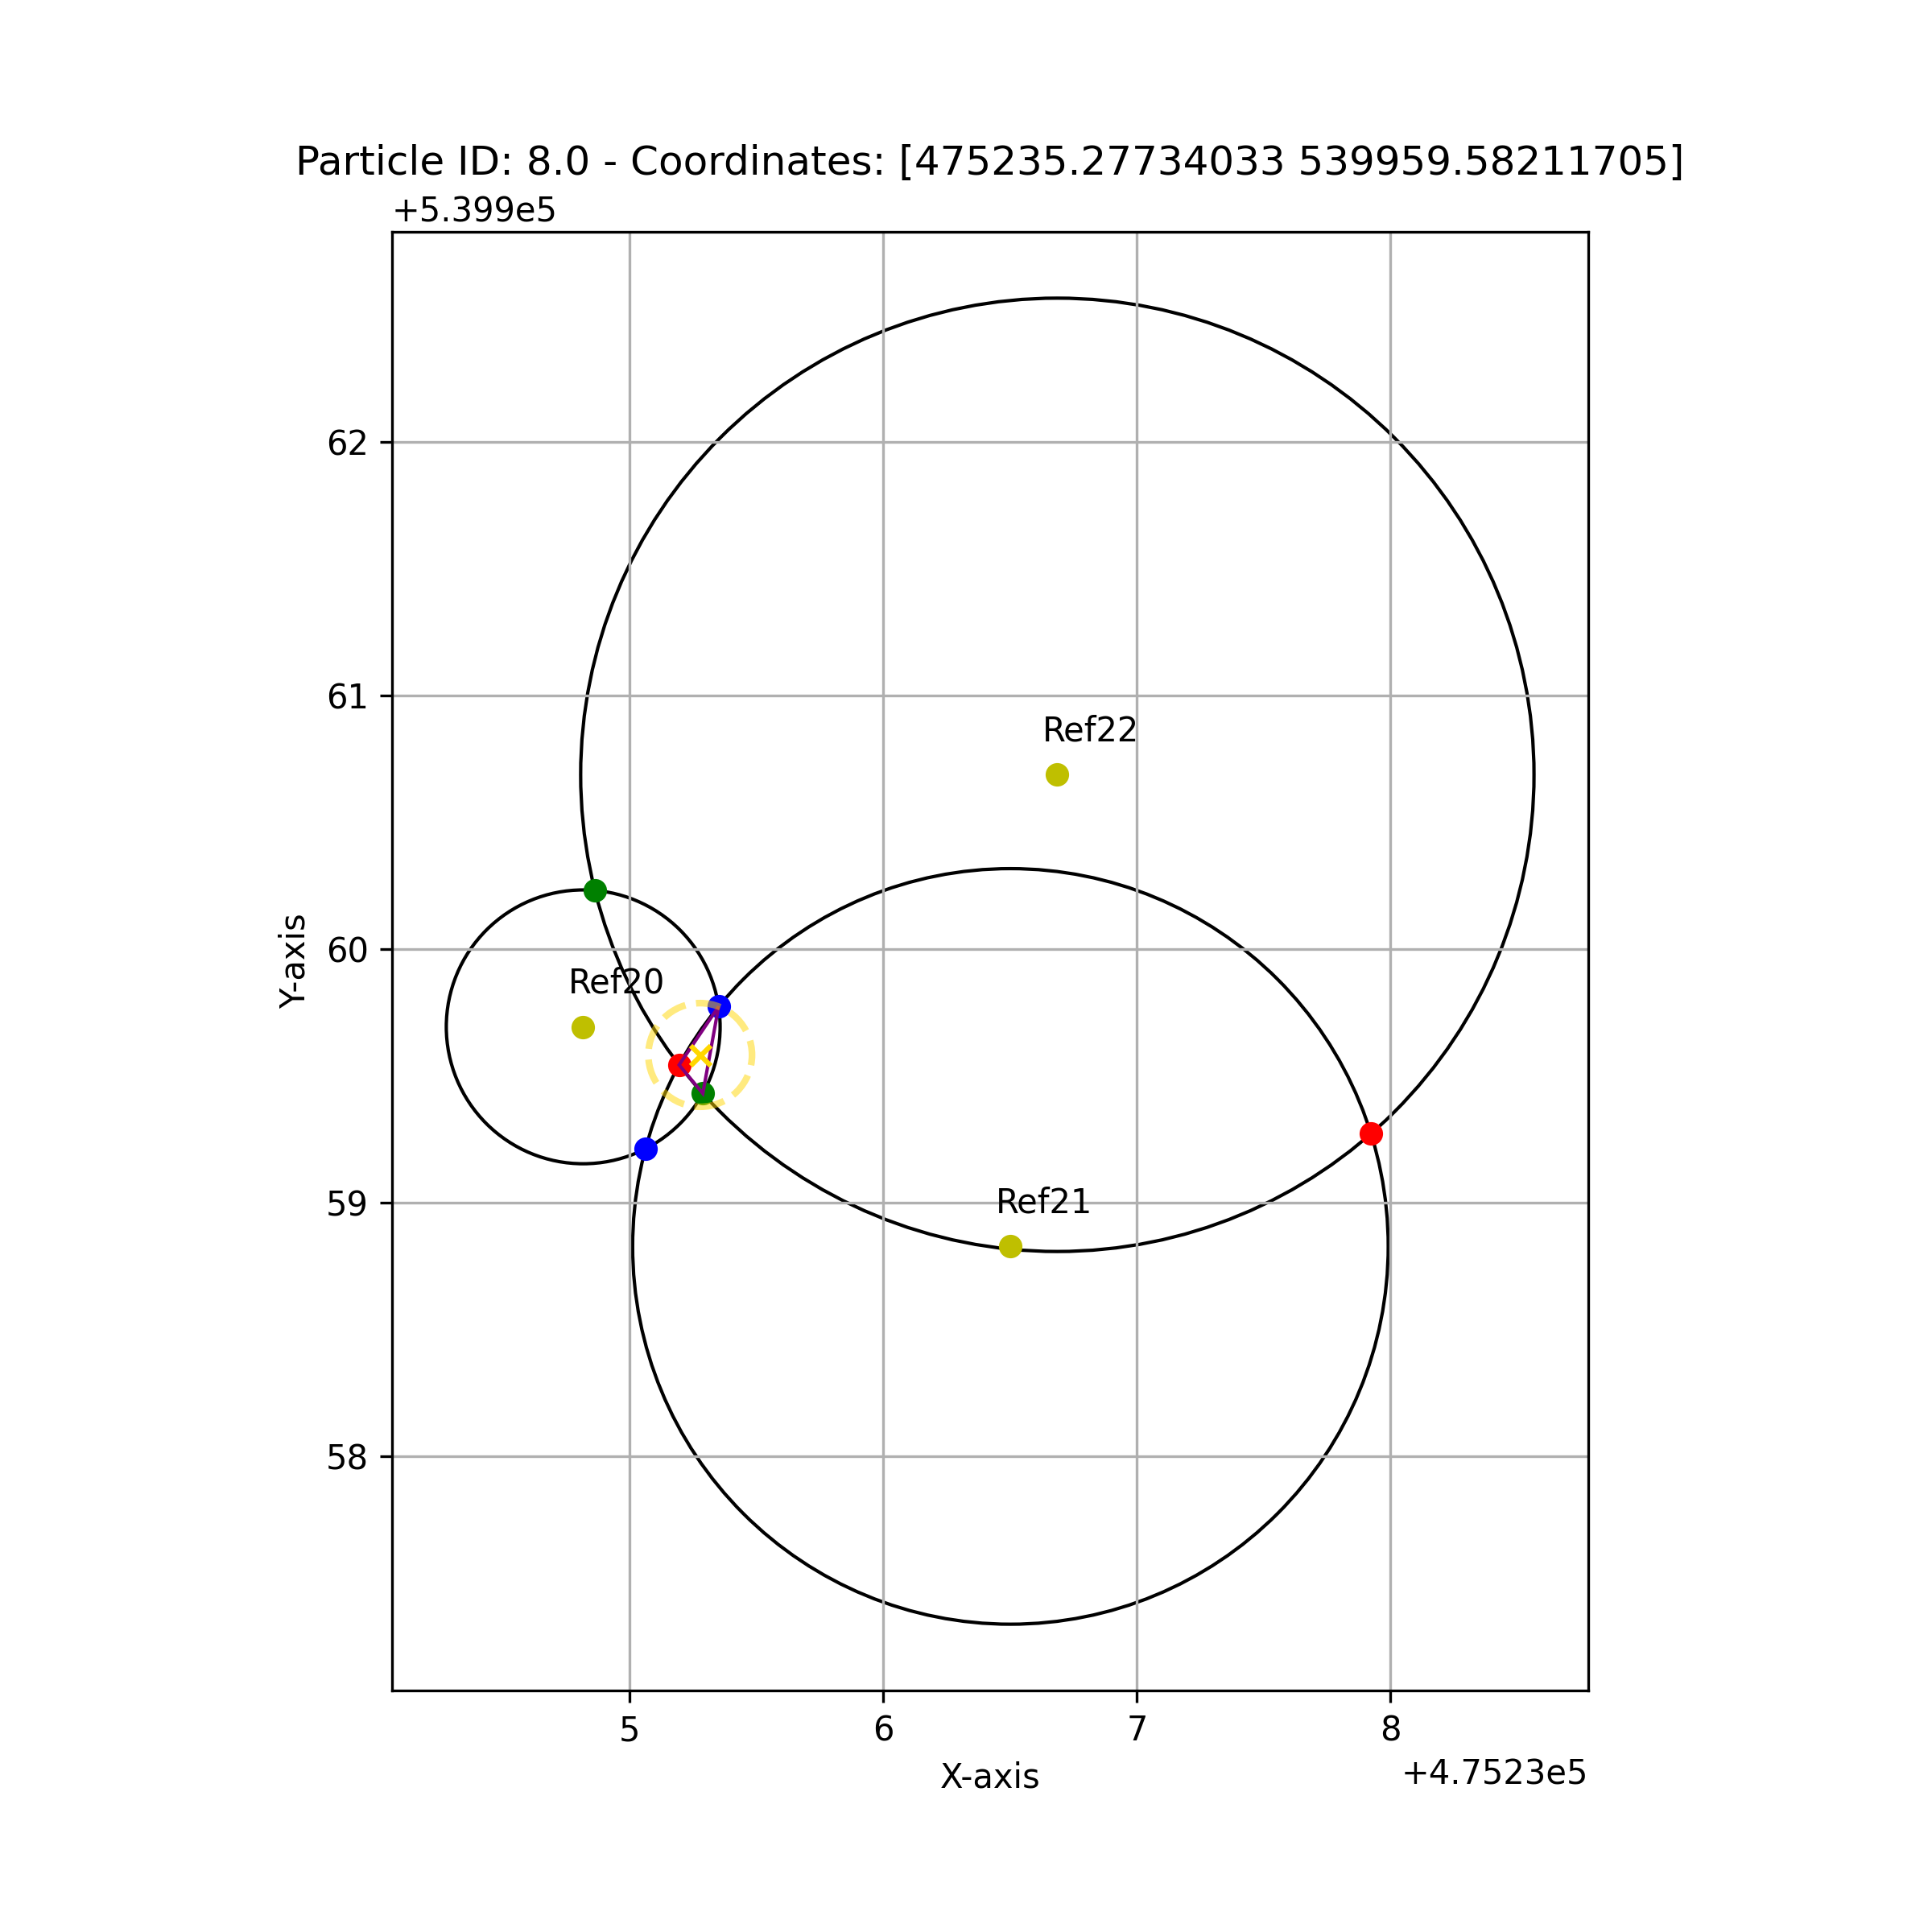 Particle ID: 8.0 - Coordinates: [475235.27734033 539959.58211705]
+5.399e5
62
61
Ref22
60
Ref20
Y-axis
59
Ref21
58
5 6 7 8
X-axis
+4.7523e5